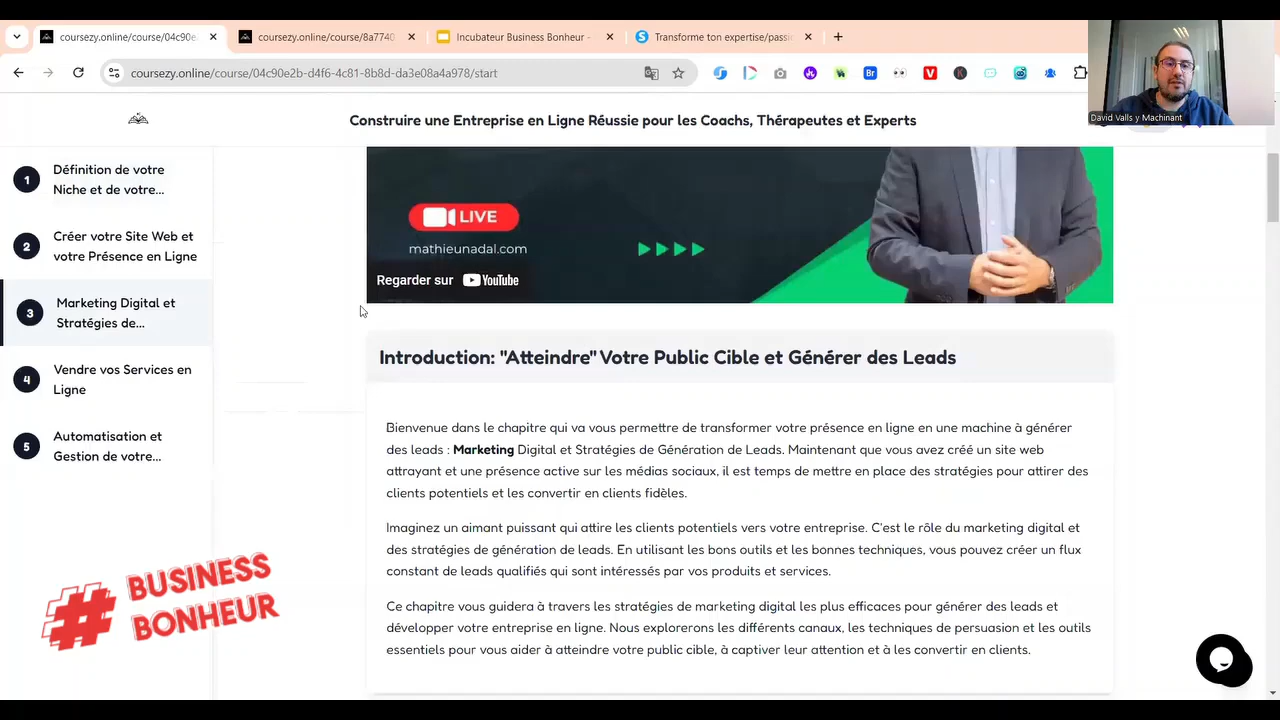 coursezy.online/course/04c90e
coursezy.online/course/8a7740
Incubateur Business Bonheur -
Transforme ton expertise/passi
coursezy.online/course/04c90e2b-d4f6-4c81-8b8d-da3e08a4a979/start
David Valls y Machinant
Construire une Entreprise en Ligne Réussie pour les Coachs, Thérapeutes et Experts
1
Définition de votre
Niche et de votre...
2
Créer votre Site Web et
votre Présence en Ligne
3
Marketing Digital et
Stratégies de...
4
Vendre vos Services en
Ligne
5
Automatisation et
Gestion de votre...
LIVE
mathieunadal.com
Regarder sur YouTube
Introduction: "Atteindre" Votre Public Cible et Générer des Leads
Bienvenue dans le chapitre qui va vous permettre de transformer votre présence en ligne en une machine à générer
des leads : Marketing Digital et Stratégies de Génération de Leads. Maintenant que vous avez créé un site web
attrayant et une présence active sur les médias sociaux, il est temps de mettre en place des stratégies pour attirer des
clients potentiels et les convertir en clients fidèles.
Imaginez un aimant puissant qui attire les clients potentiels vers votre entreprise. C'est le rôle du marketing digital et
des stratégies de génération de leads. En utilisant les bons outils et les bonnes techniques, vous pouvez créer un flux
constant de leads qualifiés qui sont intéressés par vos produits et services.
Ce chapitre vous guidera à travers les stratégies de marketing digital les plus efficaces pour générer des leads et
développer votre entreprise en ligne. Nous explorerons les différents canaux, les techniques de persuasion et les outils
essentiels pour vous aider à atteindre votre public cible, à captiver leur attention et à les convertir en clients.
# BUSINESS
BONHEUR